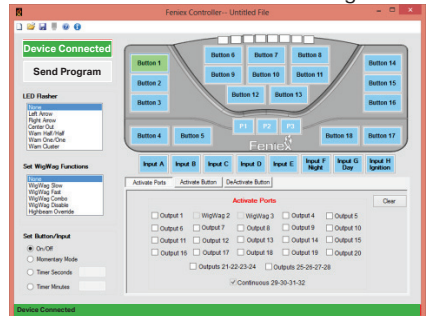 Feniex Controller-- Untitled File
Device Connected
Send Program
LED Flasher
None
Left Arrow
Right Arrow
Center Out
Warn Half/Half
Warn One/One
Warn Cluster
Set WigWag Functions
None
WigWag Slow
WigWag Fast
WigWag Combo
WigWag Disable
Highbeam Override
Set Button/Input
On/Off
Momentary Mode
Timer Seconds
Timer Minutes
Button 6 Button 7 Button 8
Button 1 Button 14
Button 9 Button 10 Button 11
Button 2 Button 15
Button 12 Button 13
Button 3 Button 16
P1 P2 P3
Button 4 Button 5 Button 18 Button 17
Feniex
Input A Input B Input C Input D Input E Input F Night Input G Day Input H Ignition
Activate Ports Activate Button DeActivate Button
Activate Ports Clear
Output 1 WigWag 2 WigWag 3 Output 4 Output 5
Output 6 Output 7 Output 8 Output 9 Output 10
Output 11 Output 12 Output 13 Output 14 Output 15
Output 16 Output 17 Output 18 Output 19 Output 20
Outputs 21-22-23-24 Outputs 25-26-27-28
Continuous 29-30-31-32
Device Connected